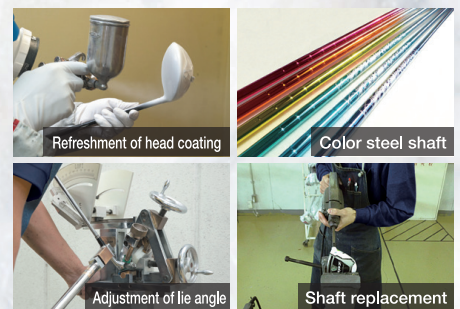 Refreshment of head coating
Color steel shaft
Adjustment of lie angle
Shaft replacement